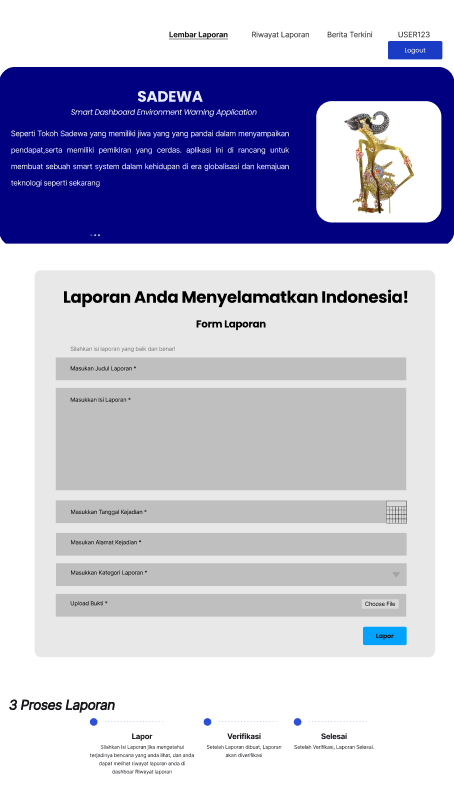 Lembar Laporan Riwayat Laporan Berita Terkini USER123
Logout
SADEWA
Smart Dashboard Environment Warning Application
Seperti Tokoh Sadewa yang memiliki jiwa yang yang pandai dalam menyampaikan
pendapat,serta memiliki pemikiran yang cerdas. aplikasi ini di rancang untuk
membuat sebuah smart system dalam kehidupan di era globalisasi dan kemajuan
teknologi seperti sekarang
Laporan Anda Menyelamatkan Indonesia!
Form Laporan
Silahkan isi laporan yang baik dan benar!
Masukan Judul Laporan *
Masukkan Isi Laporan *
Masukkan Tanggal Kejadian *
Masukan Alamat Kejadian *
Masukkan Kategori Laporan *
Upload Bukti *
Choose File
Lapor
3 Proses Laporan
Lapor
Silahkan Isi Laporan jika mengetahui
terjadinya bencana yang anda lihat, dan anda
dapat melihat riwayat laporan anda di
dashbour Riwayat laporan
Verifikasi
Setelah Laporan dibuat, Laporan
akan diverifikasi
Selesai
Setelah Verifikasi, Laporan Selesai.